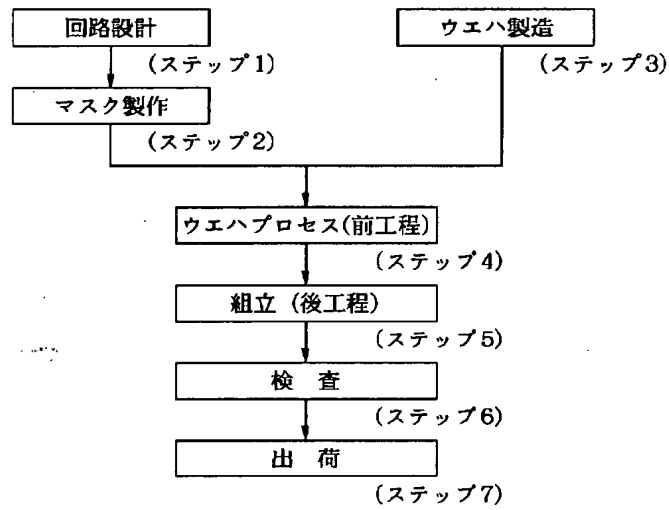 回路設計
(ステップ1)
ウエハ製造
(ステップ3)
マスク製作
(ステップ2)
ウエハプロセス(前工程)
(ステップ4)
組立 (後工程)
(ステップ5)
検 査
(ステップ6)
出 荷
(ステップ7)